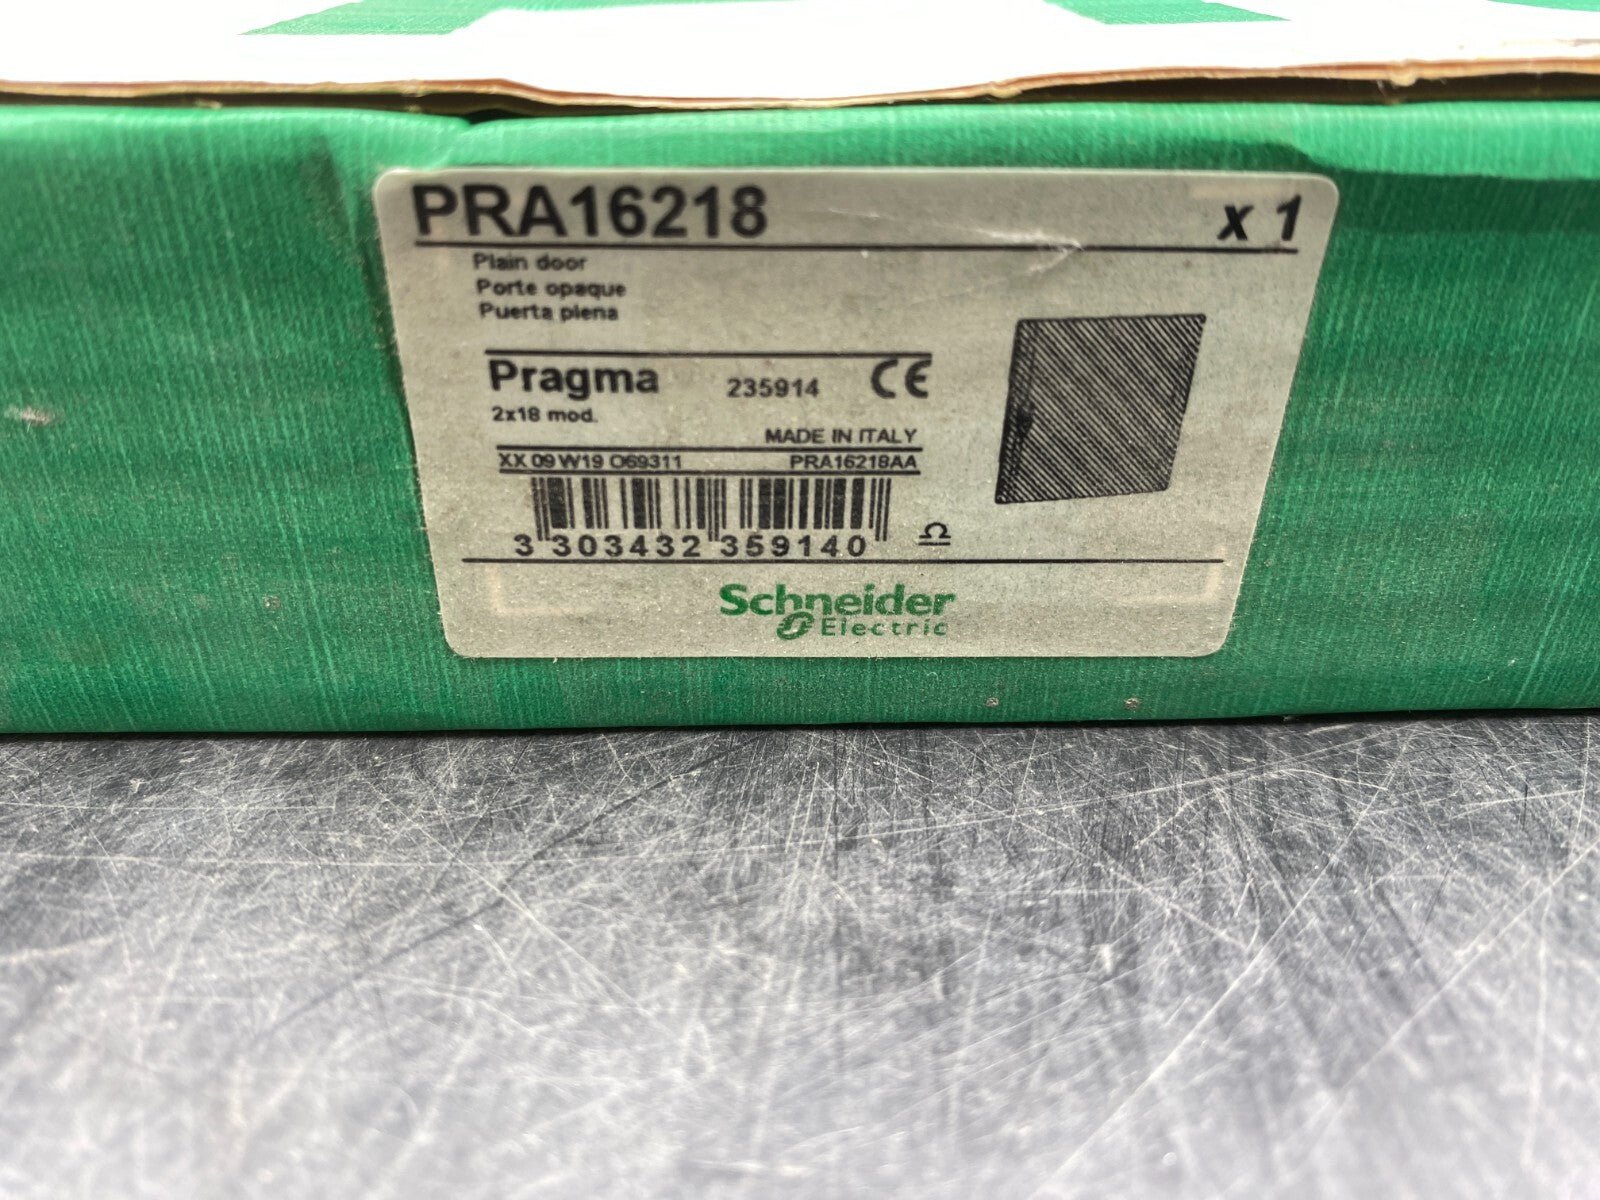 PRA16218 x 1
Plain door
Porte opaque
Puerta plena
Pragma 235914 CE
2x18 mod.
MADE IN ITALY
XX 09 W19 O69311 PRA16218AA
3 303432 359140
Schneider
Electric